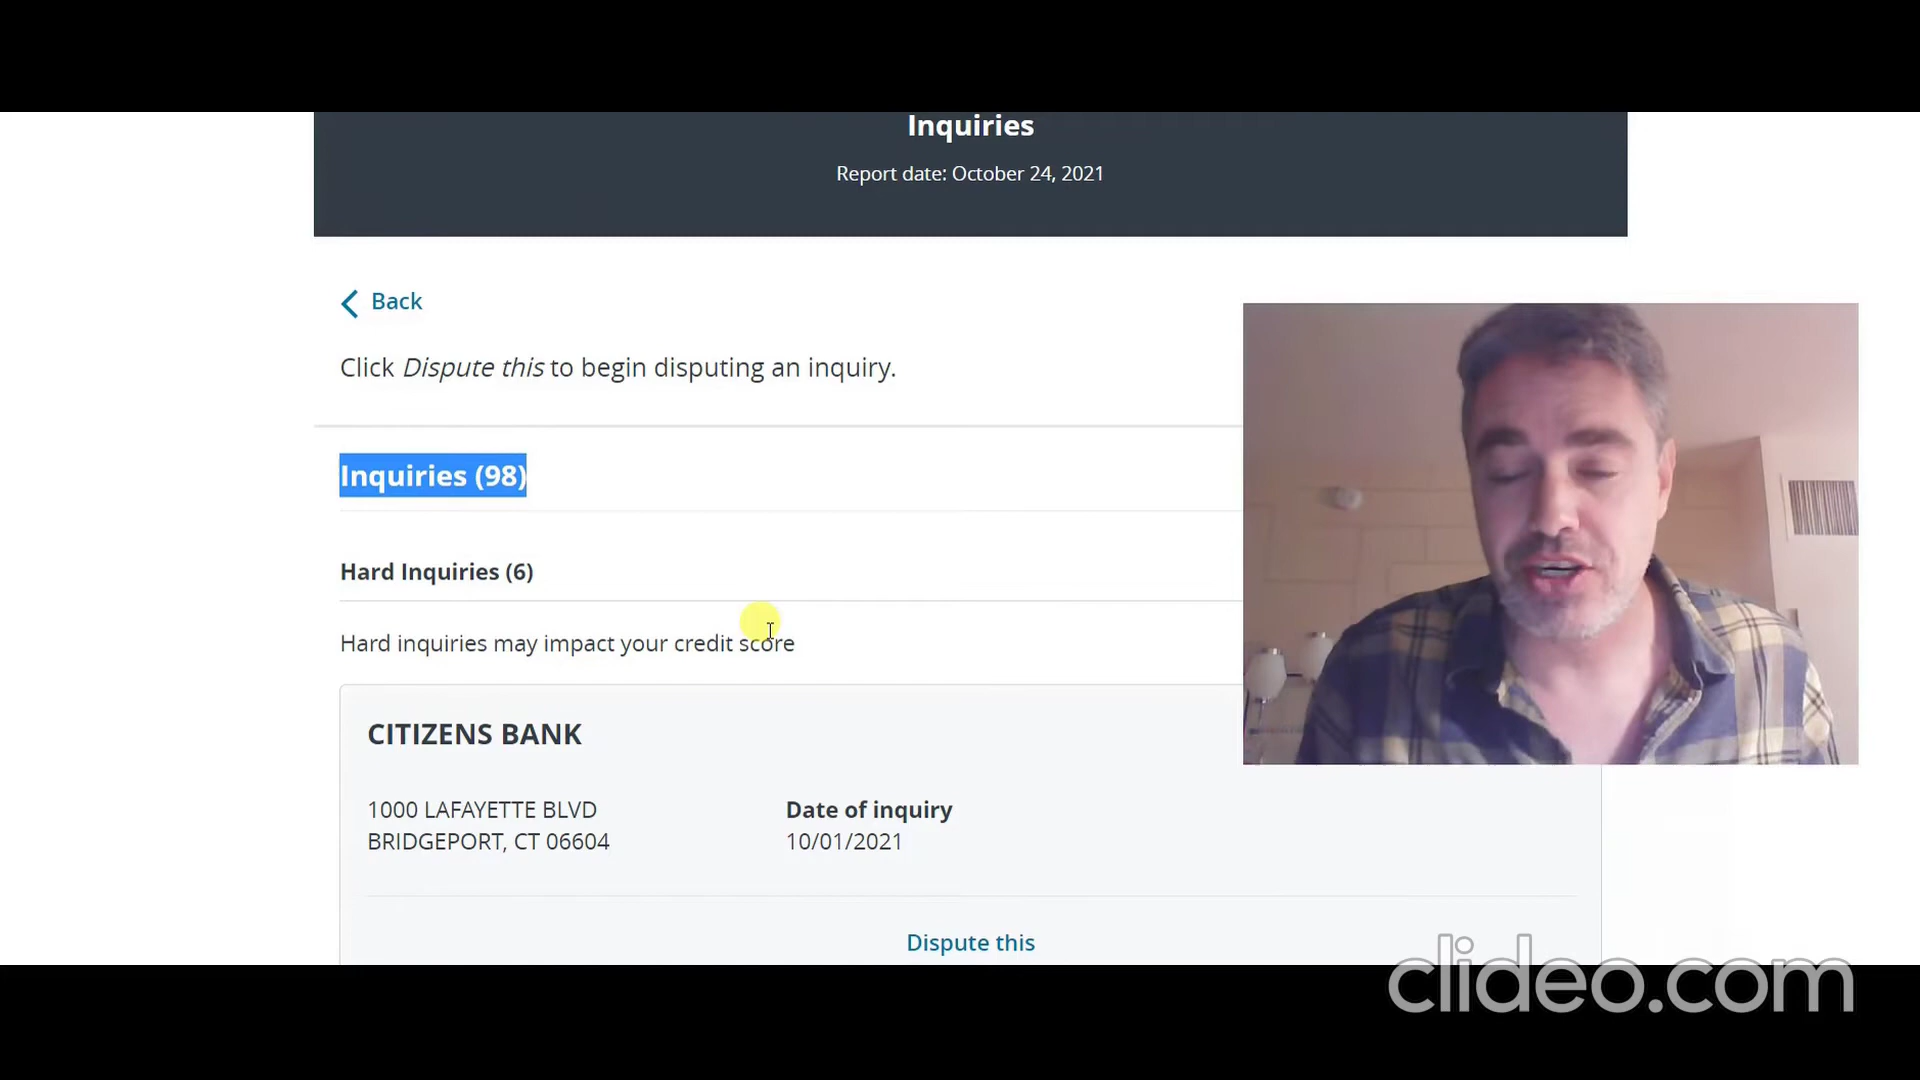 Inquiries
Report date: October 24, 2021
Back
Click Dispute this to begin disputing an inquiry.
Inquiries (98)
Hard Inquiries (6)
Hard inquiries may impact your credit score
CITIZENS BANK
1000 LAFAYETTE BLVD
BRIDGEPORT, CT 06604
Date of inquiry
10/01/2021
Dispute this
clideo.com